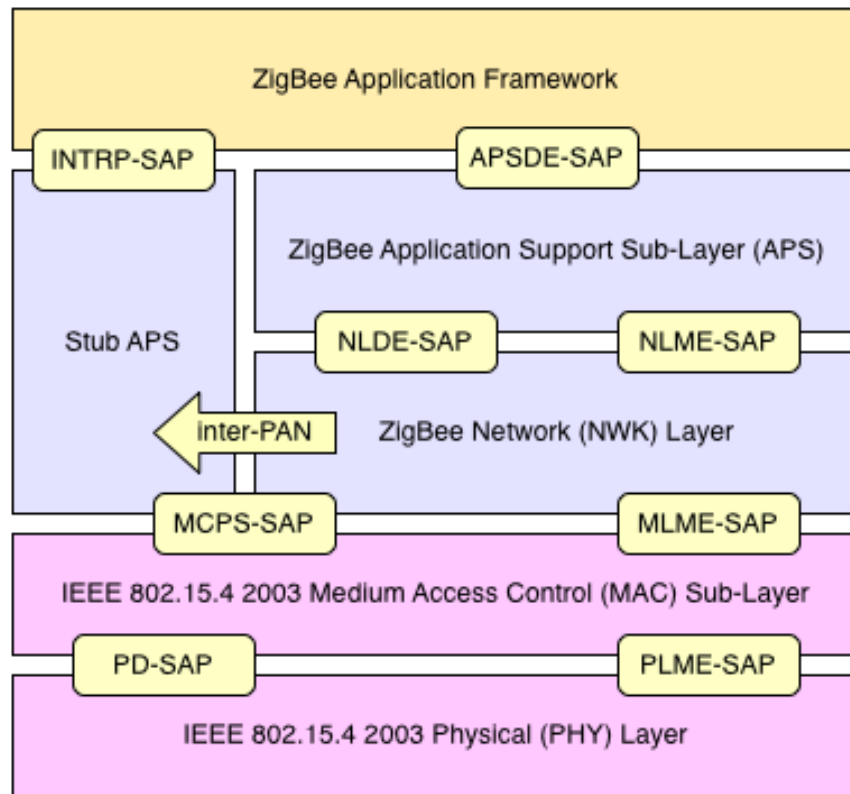 ZigBee Application Framework
INTRP-SAP
APSDE-SAP
ZigBee Application Support Sub-Layer (APS)
Stub APS
NLDE-SAP
NLME-SAP
inter-PAN
ZigBee Network (NWK) Layer
MCPS-SAP
MLME-SAP
IEEE 802.15.4 2003 Medium Access Control (MAC) Sub-Layer
PD-SAP
PLME-SAP
IEEE 802.15.4 2003 Physical (PHY) Layer